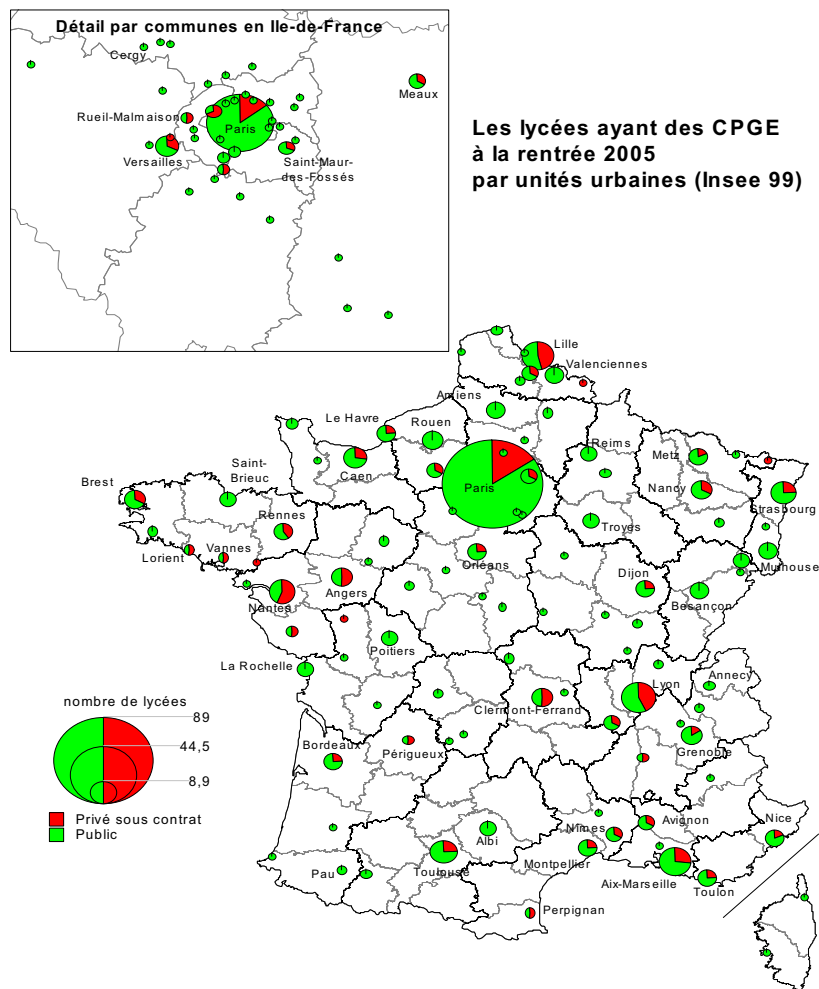 Détail par communes en Ile-de-France
Cergy
Meaux
Rueil-Malmaison
Paris
Versailles
Saint-Maur-
des-Fossés
Les lycées ayant des CPGE
à la rentrée 2005
par unités urbaines (Insee 99)
Lille
Valenciennes
Amiens
Le Havre
Rouen
Reims
Metz
Caen
Saint-
Brieuc
Brest
Paris
Nancy
Strasbourg
Rennes
Troyes
Lorient
Vannes
Orléans
Mulhouse
Angers
Dijon
Nantes
Besançon
Poitiers
La Rochelle
Lyon
Annecy
nombre de lycées
89
44,5
8,9
Clermont-Ferrand
Bordeaux
Périgueux
Grenoble
Privé sous contrat
Public
Nîmes
Avignon
Nice
Albi
Toulouse
Montpellier
Pau
Aix-Marseille
Toulon
Perpignan